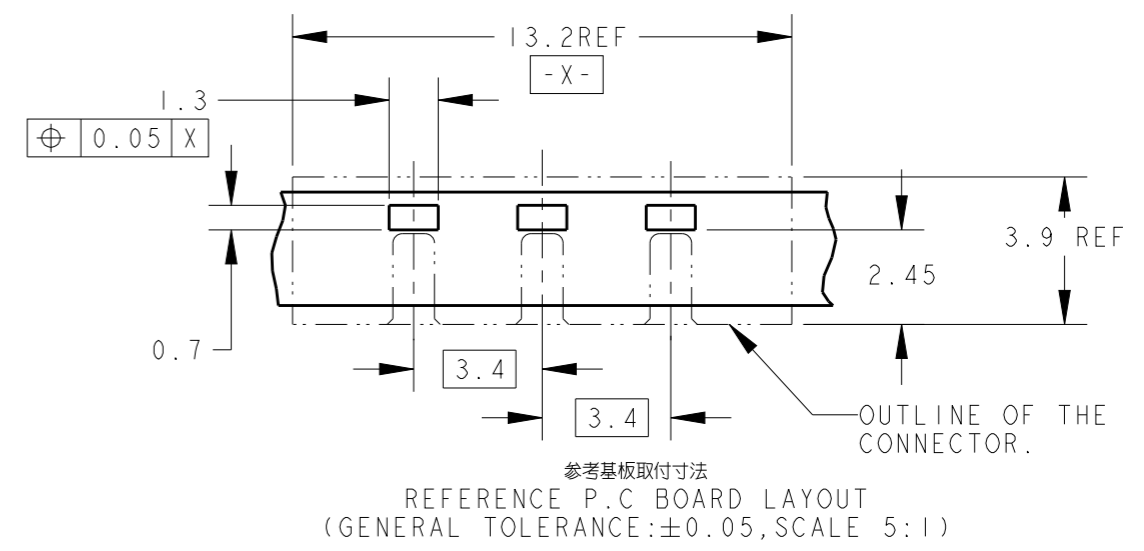 13.2REF
-X-
1.3
⌖ 0.05 X
3.9 REF
2.45
0.7
3.4
3.4
OUTLINE OF THE
CONNECTOR.
参考基板取付寸法
REFERENCE P.C BOARD LAYOUT
(GENERAL TOLERANCE:±0.05,SCALE 5:1)